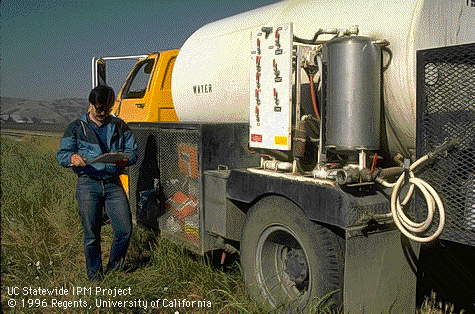 WATER
UC Statewide IPM Project
© 1996 Regents, University of California